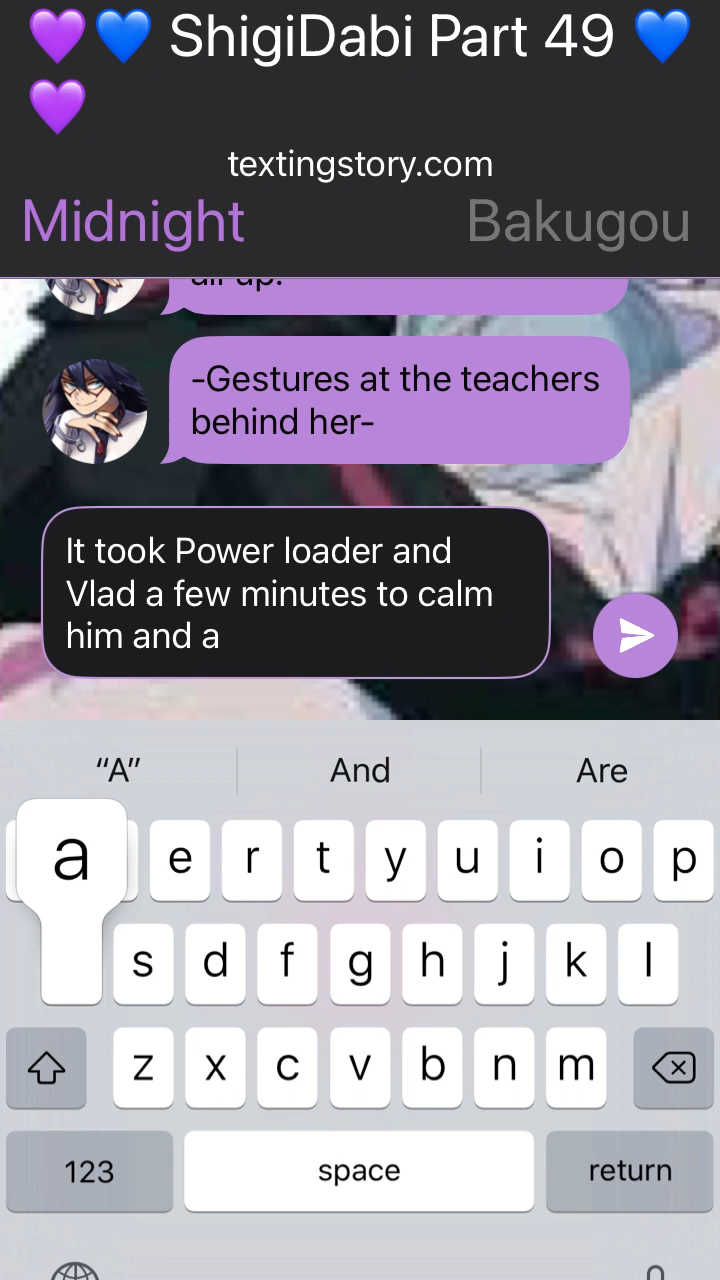 💜💙 ShigiDabi Part 49 💙
💜
textingstory.com
Midnight Bakugou
-Gestures at the teachers
behind her-
It took Power loader and
Vlad a few minutes to calm
him and a
“A” And Are
a e r t y u i o p
s d f g h j k l
z x c v b n m
123 space return